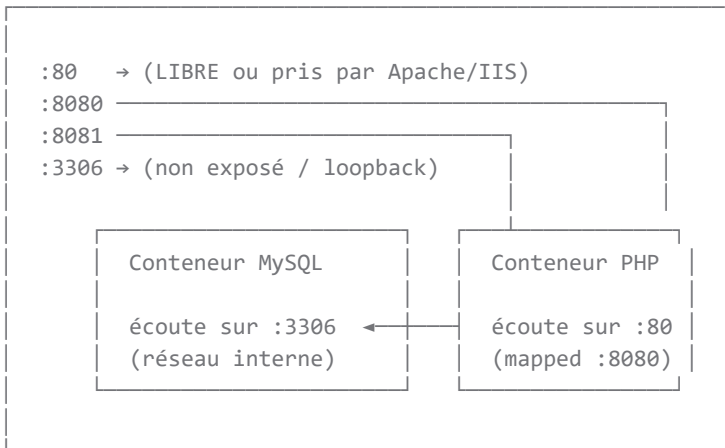 :80 → (LIBRE ou pris par Apache/IIS)
:8080
:8081
:3306 → (non exposé / loopback)
Conteneur MySQL Conteneur PHP
écoute sur :3306 écoute sur :80
(réseau interne) (mapped :8080)